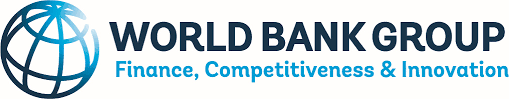 WORLD BANK GROUP
Finance, Competitiveness & Innovation